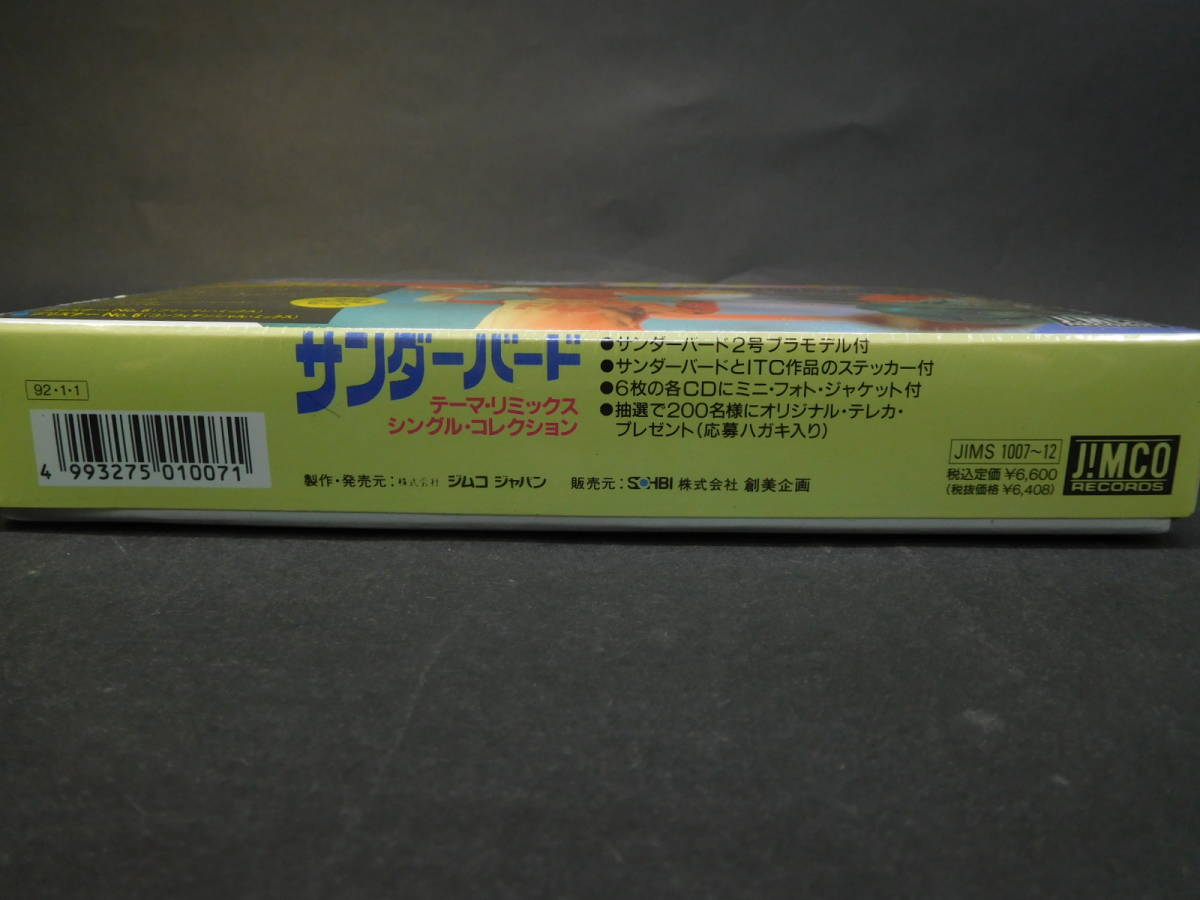 92・1・1
4 993275 010071
サンダーバード
テーマ・リミックス
シングル・コレクション
●サンダーバード2号プラモデル付
●サンダーバードとITC作品のステッカー付
●6枚の各CDにミニ・フォト・ジャケット付
●抽選で200名様にオリジナル・テレカ・
プレゼント(応募ハガキ入り)
製作・発売元:株式会社 ジムコ ジャパン 販売元:SOHBI 株式会社 創美企画
JIMS 1007~12
税込定価 ¥6,600
(税抜価格 ¥6,408)
J!MCO
RECORDS